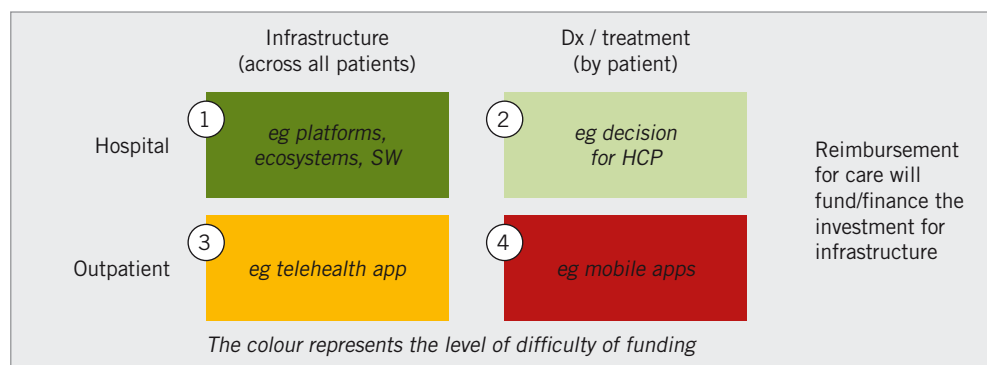 Infrastructure
(across all patients)
Dx / treatment
(by patient)
Hospital
1
eg platforms,
ecosystems, SW
2
eg decision
for HCP
Reimbursement
for care will
fund/finance the
investment for
infrastructure
Outpatient
3
eg telehealth app
4
eg mobile apps
The colour represents the level of difficulty of funding